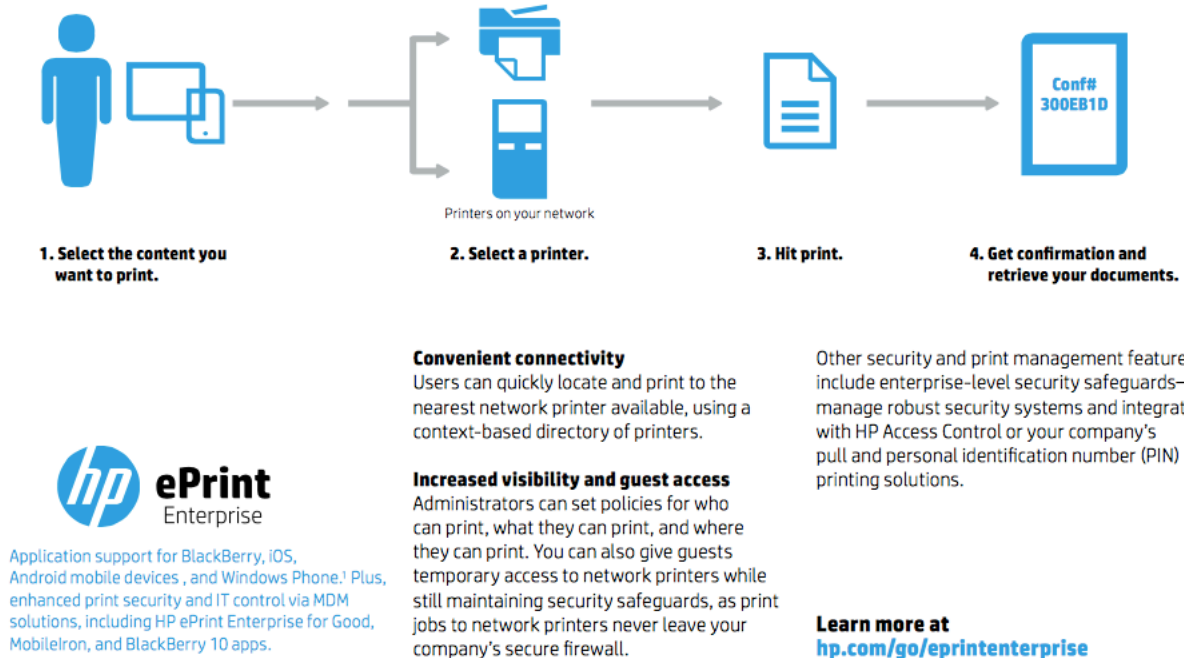 Conf#
300EB1D
Printers on your network
1. Select the content you
want to print.
2. Select a printer.
3. Hit print.
4. Get confirmation and
retrieve your documents.
hp ePrint
Enterprise
Application support for BlackBerry, iOS,
Android mobile devices , and Windows Phone.¹ Plus,
enhanced print security and IT control via MDM
solutions, including HP ePrint Enterprise for Good,
MobileIron, and BlackBerry 10 apps.
Convenient connectivity
Users can quickly locate and print to the
nearest network printer available, using a
context-based directory of printers.
Increased visibility and guest access
Administrators can set policies for who
can print, what they can print, and where
they can print. You can also give guests
temporary access to network printers while
still maintaining security safeguards, as print
jobs to network printers never leave your
company's secure firewall.
Other security and print management feature
include enterprise-level security safeguards—
manage robust security systems and integrat
with HP Access Control or your company's
pull and personal identification number (PIN)
printing solutions.
Learn more at
hp.com/go/eprintenterprise